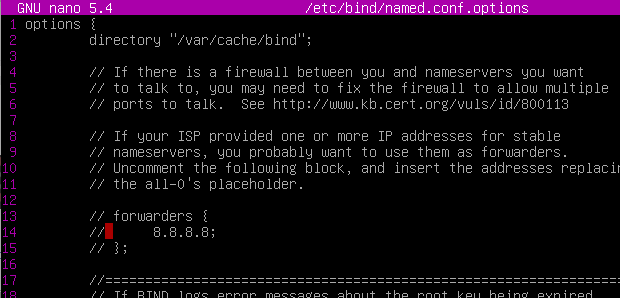 GNU nano 5.4 /etc/bind/named.conf.options
1 options {
2 directory "/var/cache/bind";
3
4 // If there is a firewall between you and nameservers you want
5 // to talk to, you may need to fix the firewall to allow multiple
6 // ports to talk.  See http://www.kb.cert.org/vuls/id/800113
7
8 // If your ISP provided one or more IP addresses for stable
9 // nameservers, you probably want to use them as forwarders.
10 // Uncomment the following block, and insert the addresses replacin
11 // the all-0's placeholder.
12
13 // forwarders {
14 // 8.8.8.8;
15 // };
16
17 //========================================================================
18 // If BIND logs error messages about the root key being expired